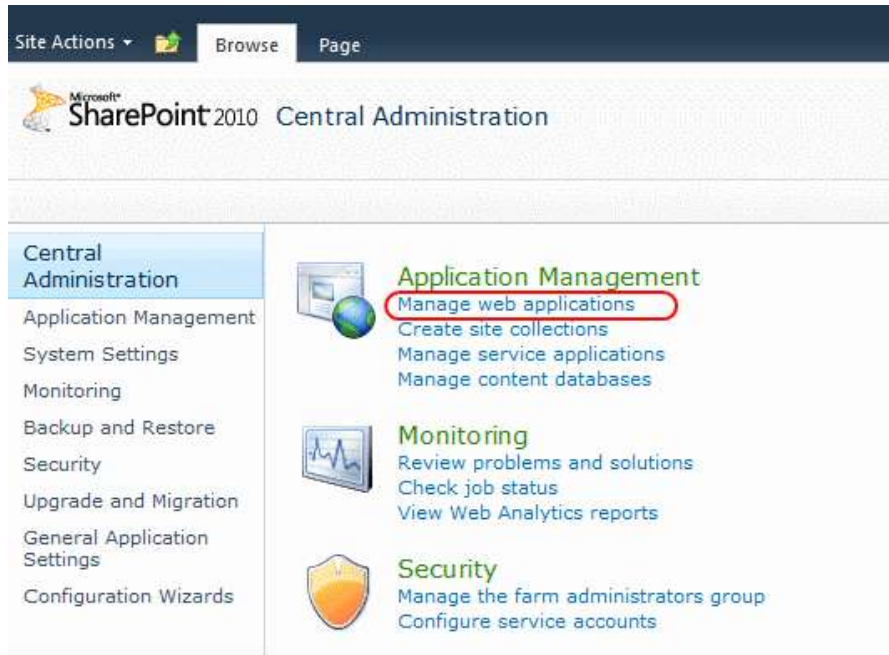 Site Actions
Browse
Page
Microsoft®
SharePoint 2010 Central Administration
Central
Administration
Application Management
System Settings
Monitoring
Backup and Restore
Security
Upgrade and Migration
General Application
Settings
Configuration Wizards
Application Management
Manage web applications
Create site collections
Manage service applications
Manage content databases
Monitoring
Review problems and solutions
Check job status
View Web Analytics reports
Security
Manage the farm administrators group
Configure service accounts